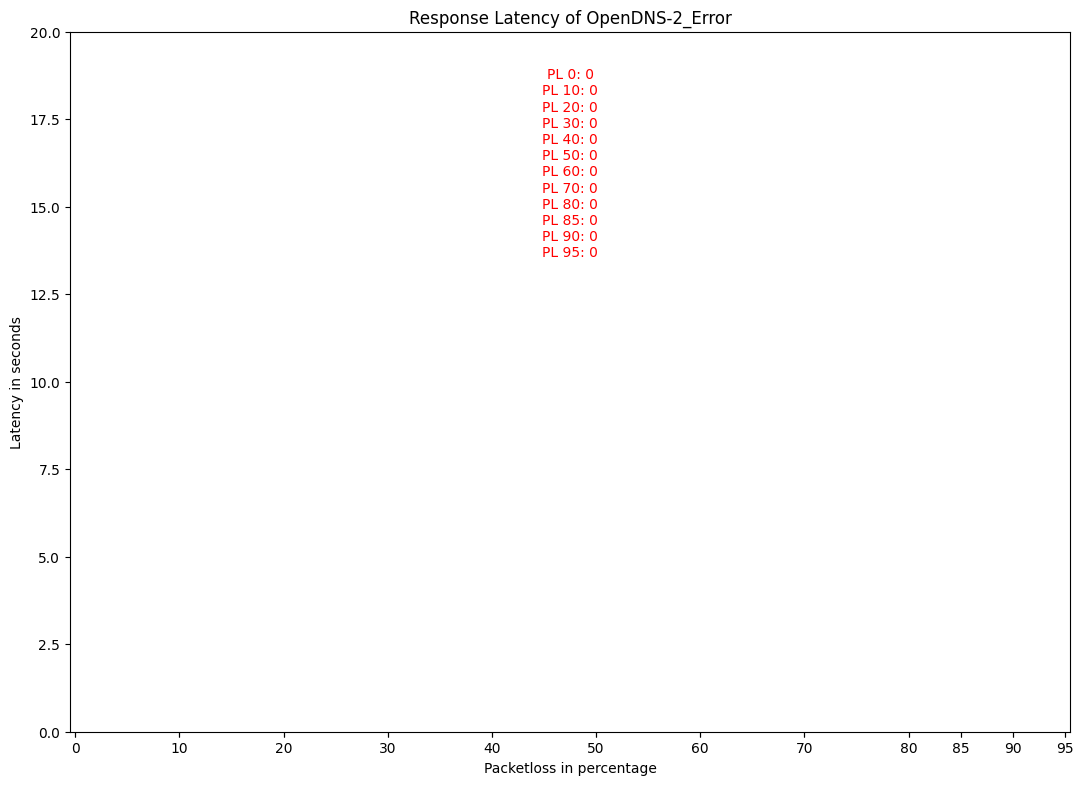 Response Latency of OpenDNS-2_Error
20.0
17.5
15.0
12.5
10.0
7.5
5.0
2.5
0.0
Latency in seconds
PL 0: 0
PL 10: 0
PL 20: 0
PL 30: 0
PL 40: 0
PL 50: 0
PL 60: 0
PL 70: 0
PL 80: 0
PL 85: 0
PL 90: 0
PL 95: 0
0 10 20 30 40 50 60 70 80 85 90 95
Packetloss in percentage